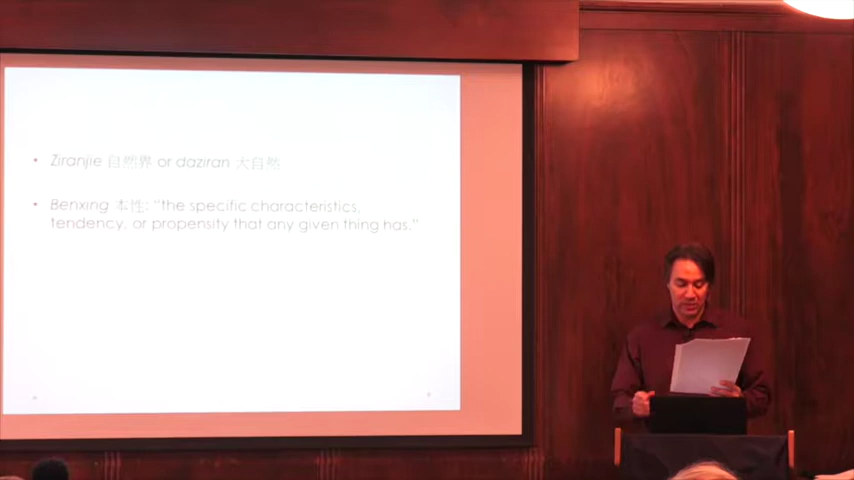 • Ziranjie 自然界 or daziran 大自然
• Benxing 本性: “the specific characteristics,
tendency, or propensity that any given thing has.”